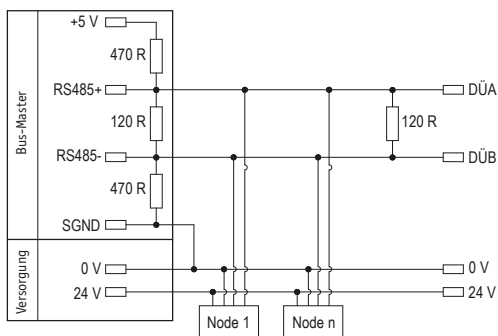 +5 V
470 R
RS485+
DÜA
120 R
120 R
Bus-Master
RS485-
DÜB
470 R
SGND
Versorgung
0 V
0 V
24 V
24 V
Node 1
Node n